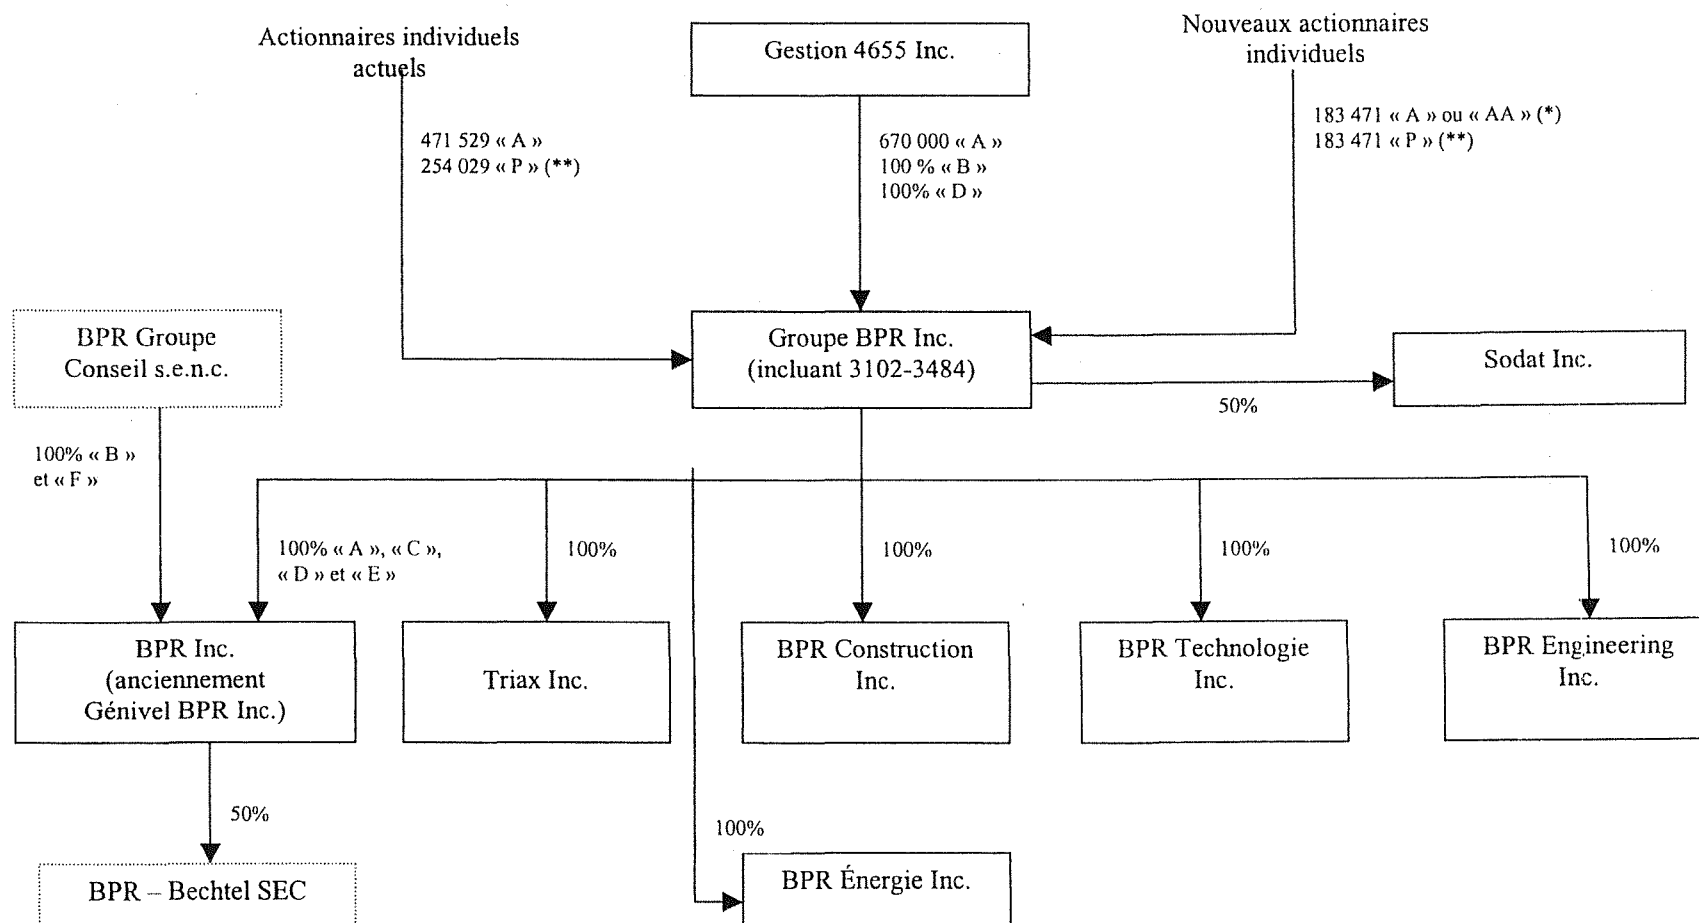 Actionnaires individuels
actuels
Gestion 4655 Inc.
Nouveaux actionnaires
individuels
471 529 « A »
254 029 « P » (**)
670 000 « A »
100 % « B »
100% « D »
183 471 « A » ou « AA » (*)
183 471 « P » (**)
BPR Groupe
Conseil s.e.n.c.
Groupe BPR Inc.
(incluant 3102-3484)
Sodat Inc.
50%
100% « B »
et « F »
100% « A », « C »,
« D » et « E »
100%
100%
100%
100%
BPR Inc.
(anciennement
Génivel BPR Inc.)
Triax Inc.
BPR Construction
Inc.
BPR Technologie
Inc.
BPR Engineering
Inc.
50%
100%
BPR – Bechtel SEC
BPR Énergie Inc.